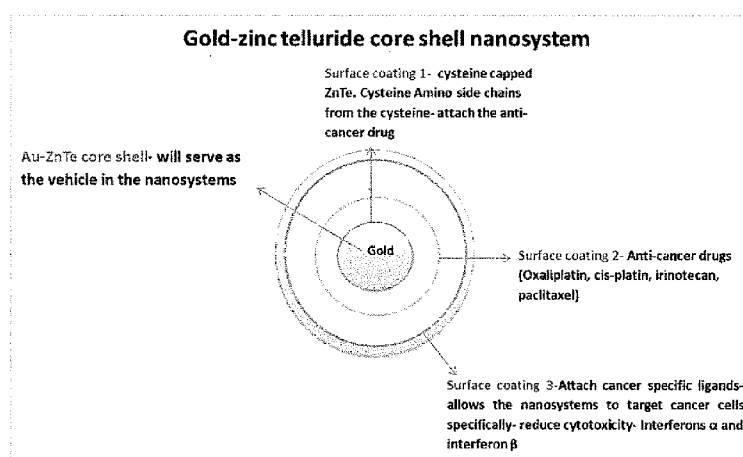 Gold-zinc telluride core shell nanosystem
Surface coating 1- cysteine capped
ZnTe. Cysteine Amino side chains
from the cysteine- attach the anti-
cancer drug
Au-ZnTe core shell- will serve as
the vehicle in the nanosystems
Gold
Surface coating 2- Anti-cancer drugs
(Oxaliplatin, cis-platin, irinotecan,
paclitaxel)
Surface coating 3-Attach cancer specific ligands-
allows the nanosystems to target cancer cells
specifically- reduce cytotoxicity- Interferons α and
interferon β